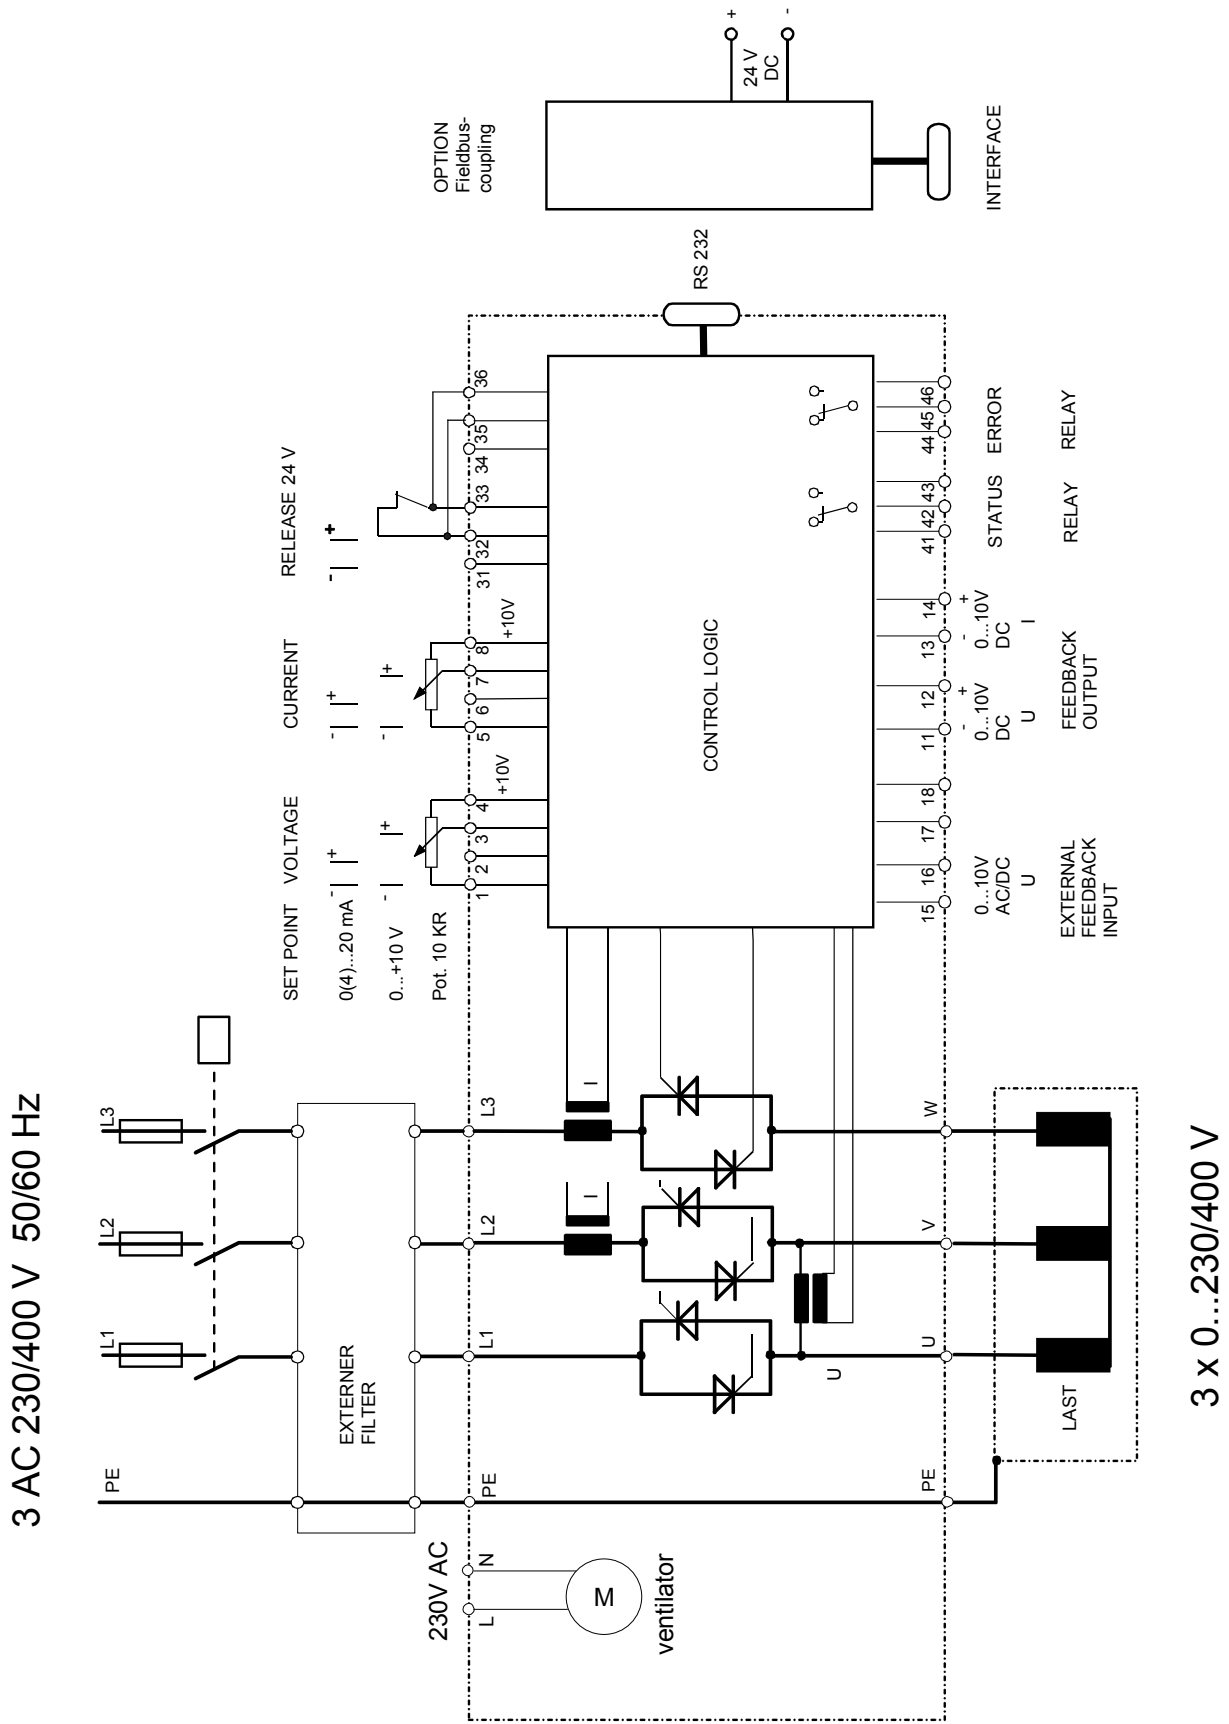 3 AC 230/400 V 50/60 Hz
PE
L1
L2
L3
EXTERNER
FILTER
230V AC
L
N
PE
L1
L2
L3
M
ventilator
I
I
U
PE
U
V
W
LAST
3 x 0...230/400 V
SET POINT VOLTAGE
CURRENT
RELEASE 24 V
0(4)...20 mA
- +
- +
- +
0...+10 V
- +
- +
Pot. 10 KR
1
2
3
4
+10V
5
6
7
8
+10V
31
32
33
34
35
36
CONTROL LOGIC
RS 232
15
16
17
18
11
12
13
14
41
42
43
44
45
46
0...10V
AC/DC
U
EXTERNAL
FEEDBACK
INPUT
- +
0...10V
DC
U
- +
0...10V
DC
I
FEEDBACK
OUTPUT
STATUS
RELAY
ERROR
RELAY
OPTION
Fieldbus-
coupling
24 V
DC
+
-
INTERFACE